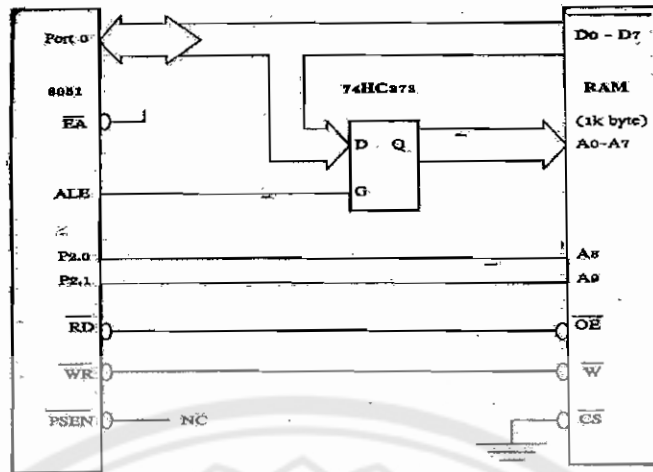 Port 0
D0 - D7
8051
74HC373
RAM
EA
(1k byte)
D Q
A0-A7
ALE
G
P2.0
A8
P2.1
A9
RD
OE
WR
W
PSEN
NC
CS